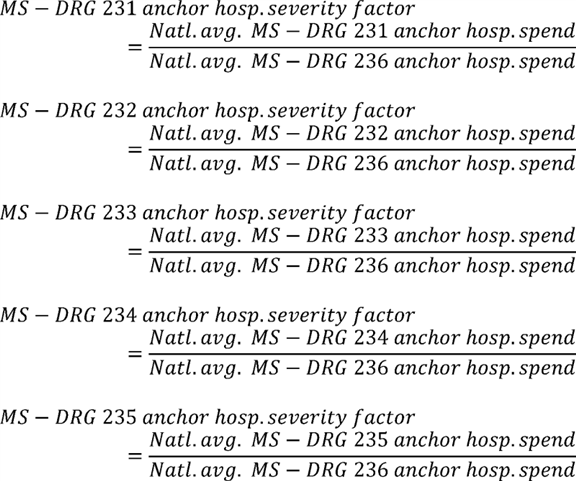 MS − DRG 231 anchor hosp. severity factor
= Natl. avg. MS − DRG 231 anchor hosp. spend
Natl. avg. MS − DRG 236 anchor hosp. spend
MS − DRG 232 anchor hosp. severity factor
= Natl. avg. MS − DRG 232 anchor hosp. spend
Natl. avg. MS − DRG 236 anchor hosp. spend
MS − DRG 233 anchor hosp. severity factor
= Natl. avg. MS − DRG 233 anchor hosp. spend
Natl. avg. MS − DRG 236 anchor hosp. spend
MS − DRG 234 anchor hosp. severity factor
= Natl. avg. MS − DRG 234 anchor hosp. spend
Natl. avg. MS − DRG 236 anchor hosp. spend
MS − DRG 235 anchor hosp. severity factor
= Natl. avg. MS − DRG 235 anchor hosp. spend
Natl. avg. MS − DRG 236 anchor hosp. spend